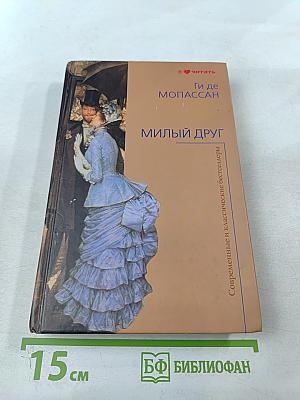 Я ❤ читать
Ги де
МОПАССАН
МИЛЫЙ ДРУГ
Современные и классические бестселлеры
15 см
БФ БИБЛИОФАН